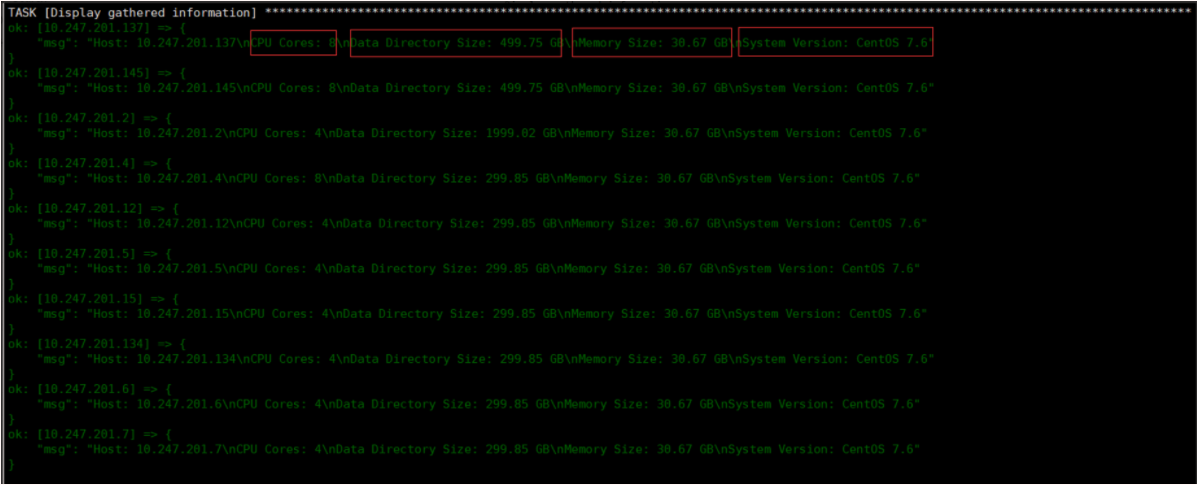 TASK [Display gathered information] ************************************************************************************************************************************
ok: [10.247.201.137] => {
"msg": "Host: 10.247.201.137\nCPU Cores: 8\nData Directory Size: 499.75 GB\nMemory Size: 30.67 GB\nSystem Version: CentOS 7.6"
}
ok: [10.247.201.145] => {
"msg": "Host: 10.247.201.145\nCPU Cores: 8\nData Directory Size: 499.75 GB\nMemory Size: 30.67 GB\nSystem Version: CentOS 7.6"
}
ok: [10.247.201.2] => {
"msg": "Host: 10.247.201.2\nCPU Cores: 4\nData Directory Size: 1999.02 GB\nMemory Size: 30.67 GB\nSystem Version: CentOS 7.6"
}
ok: [10.247.201.4] => {
"msg": "Host: 10.247.201.4\nCPU Cores: 8\nData Directory Size: 299.85 GB\nMemory Size: 30.67 GB\nSystem Version: CentOS 7.6"
}
ok: [10.247.201.12] => {
"msg": "Host: 10.247.201.12\nCPU Cores: 4\nData Directory Size: 299.85 GB\nMemory Size: 30.67 GB\nSystem Version: CentOS 7.6"
}
ok: [10.247.201.5] => {
"msg": "Host: 10.247.201.5\nCPU Cores: 4\nData Directory Size: 299.85 GB\nMemory Size: 30.67 GB\nSystem Version: CentOS 7.6"
}
ok: [10.247.201.15] => {
"msg": "Host: 10.247.201.15\nCPU Cores: 4\nData Directory Size: 299.85 GB\nMemory Size: 30.67 GB\nSystem Version: CentOS 7.6"
}
ok: [10.247.201.134] => {
"msg": "Host: 10.247.201.134\nCPU Cores: 4\nData Directory Size: 299.85 GB\nMemory Size: 30.67 GB\nSystem Version: CentOS 7.6"
}
ok: [10.247.201.6] => {
"msg": "Host: 10.247.201.6\nCPU Cores: 4\nData Directory Size: 299.85 GB\nMemory Size: 30.67 GB\nSystem Version: CentOS 7.6"
}
ok: [10.247.201.7] => {
"msg": "Host: 10.247.201.7\nCPU Cores: 4\nData Directory Size: 299.85 GB\nMemory Size: 30.67 GB\nSystem Version: CentOS 7.6"
}